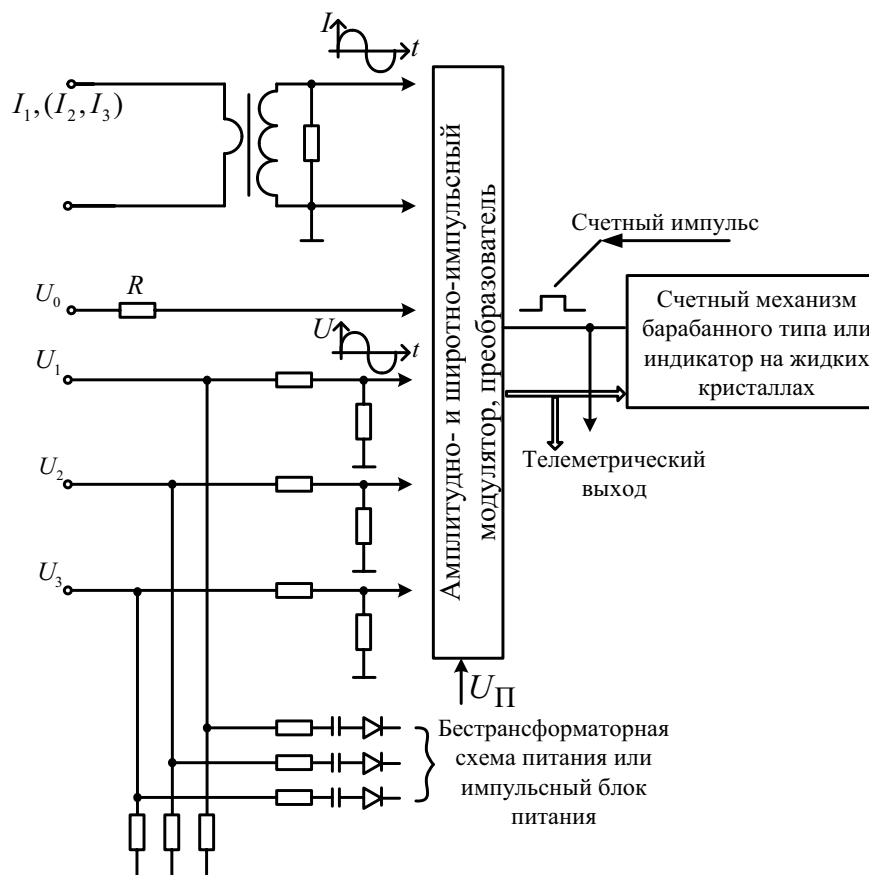 I
t
I₁,(I₂,I₃)
Счетный импульс
U₀
R
Счетный механизм
барабанного типа или
индикатор на жидких
кристаллах
U
t
U₁
Амплитудно- и широтно-импульсный
модулятор, преобразователь
Телеметрический
выход
U₂
U₃
U_П
Бестрансформаторная
схема питания или
импульсный блок
питания